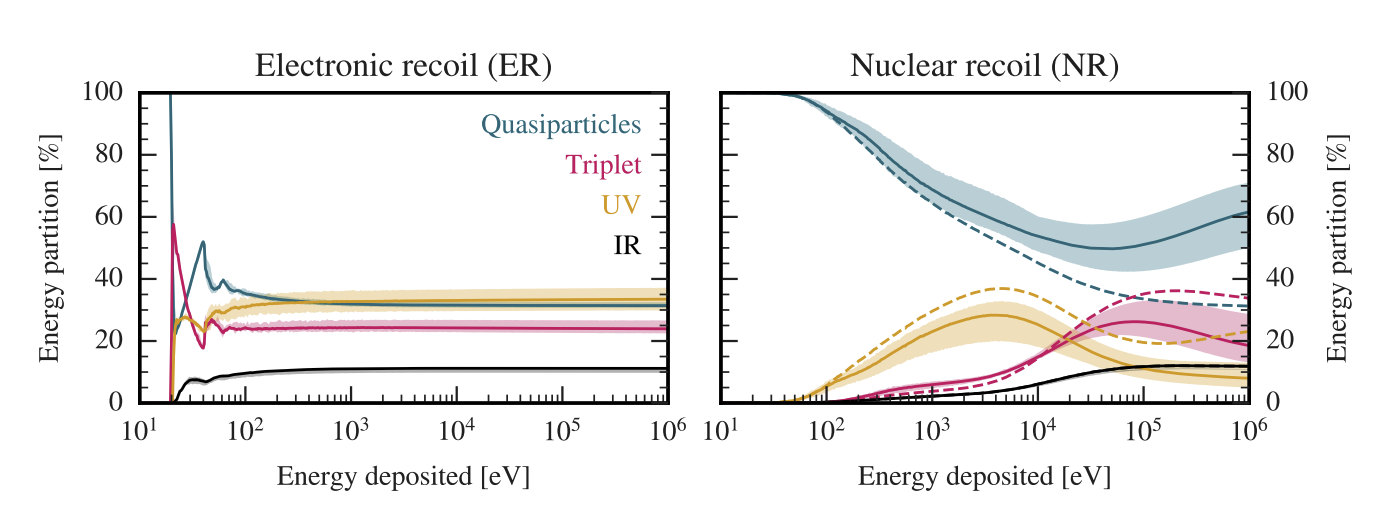 Electronic recoil (ER)
Nuclear recoil (NR)
100
80
60
40
20
0
Energy partition [%]
Quasiparticles
Triplet
UV
IR
100
80
60
40
20
0
Energy partition [%]
10¹ 10² 10³ 10⁴ 10⁵ 10⁶
10¹ 10² 10³ 10⁴ 10⁵ 10⁶
Energy deposited [eV]
Energy deposited [eV]